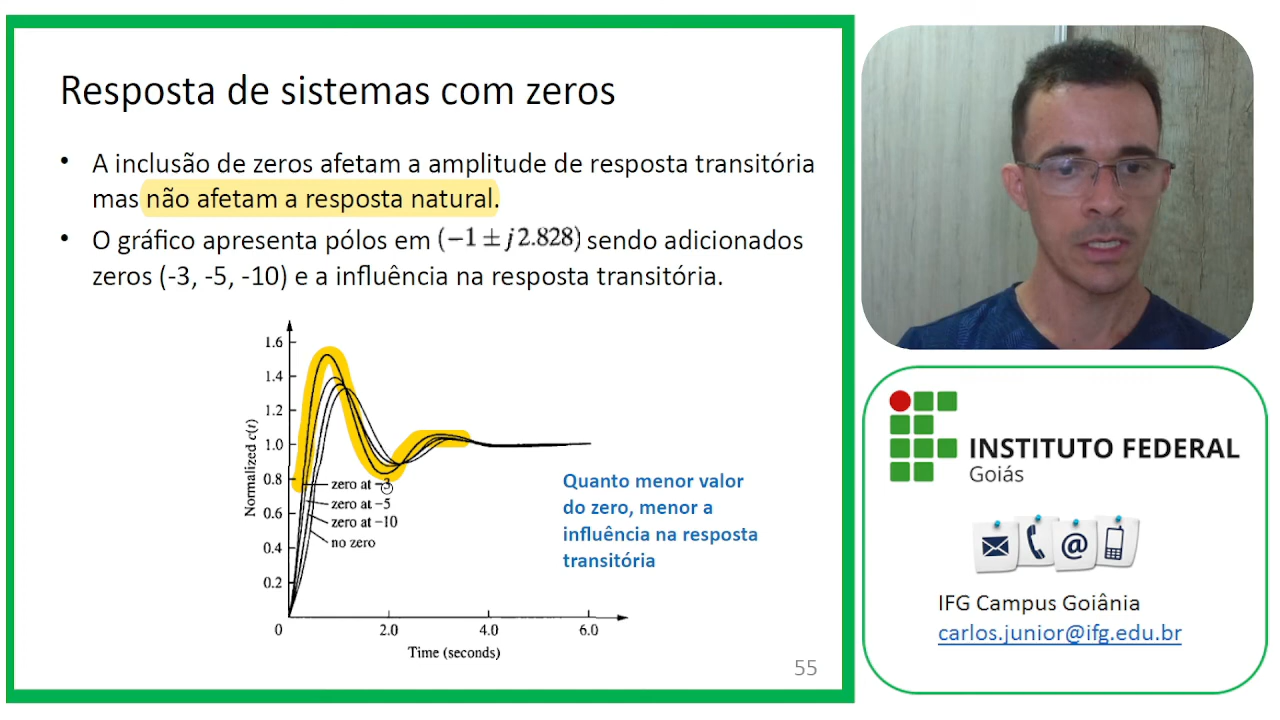 Resposta de sistemas com zeros
• A inclusão de zeros afetam a amplitude de resposta transitória
mas não afetam a resposta natural.
• O gráfico apresenta pólos em (−1 ± j2.828) sendo adicionados
zeros (-3, -5, -10) e a influência na resposta transitória.
1.6
1.4
1.2
1.0
0.8
0.6
0.4
0.2
0
2.0
4.0
6.0
Normalized c(t)
Time (seconds)
zero at −3
zero at −5
zero at −10
no zero
Quanto menor valor
do zero, menor a
influência na resposta
transitória
55
INSTITUTO FEDERAL
Goiás
@
IFG Campus Goiânia
carlos.junior@ifg.edu.br